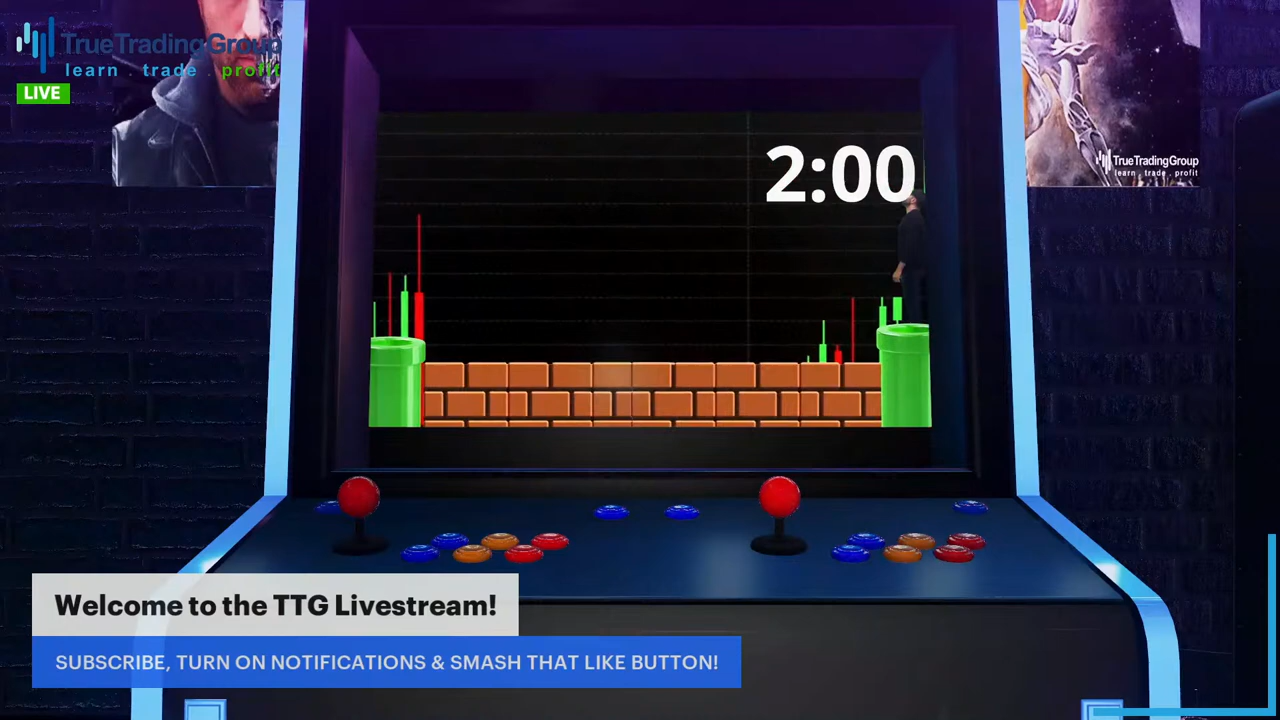 TrueTradingGroup
learn . trade . profit
LIVE
2:00
TrueTradingGroup
learn . trade . profit
Welcome to the TTG Livestream!
SUBSCRIBE, TURN ON NOTIFICATIONS & SMASH THAT LIKE BUTTON!